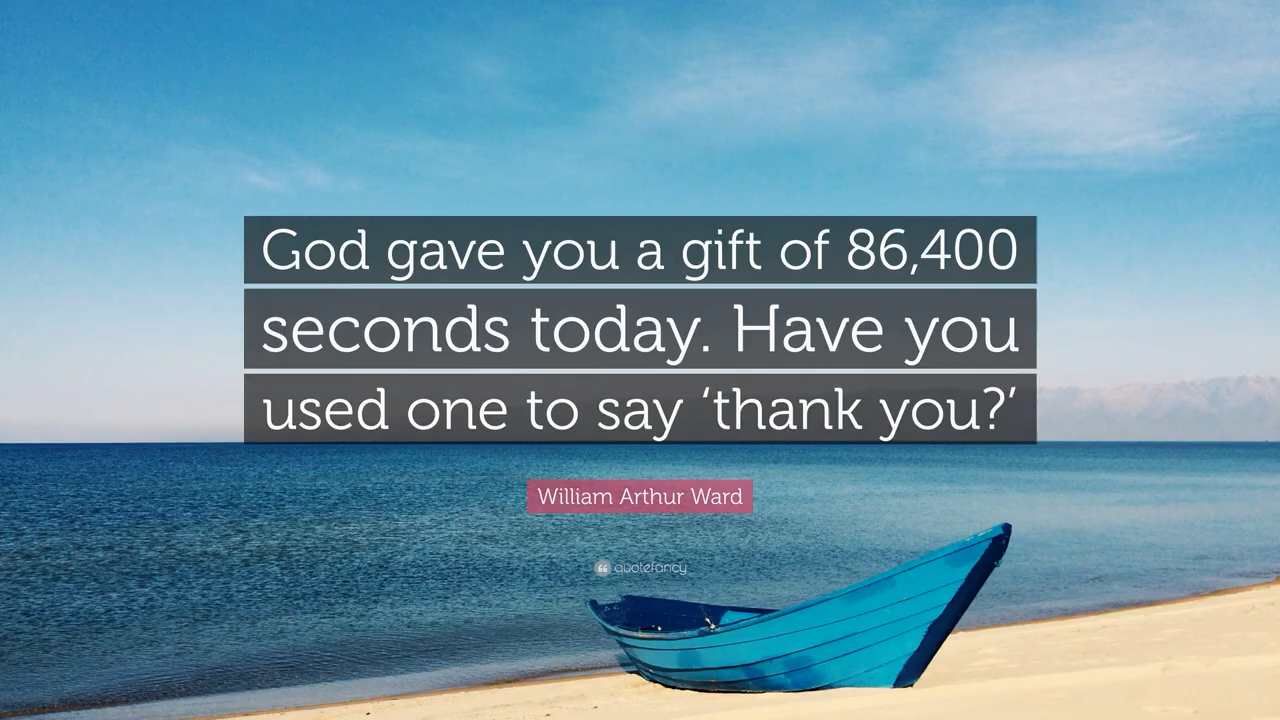 God gave you a gift of 86,400
seconds today. Have you
used one to say ‘thank you?’
William Arthur Ward
quotefancy